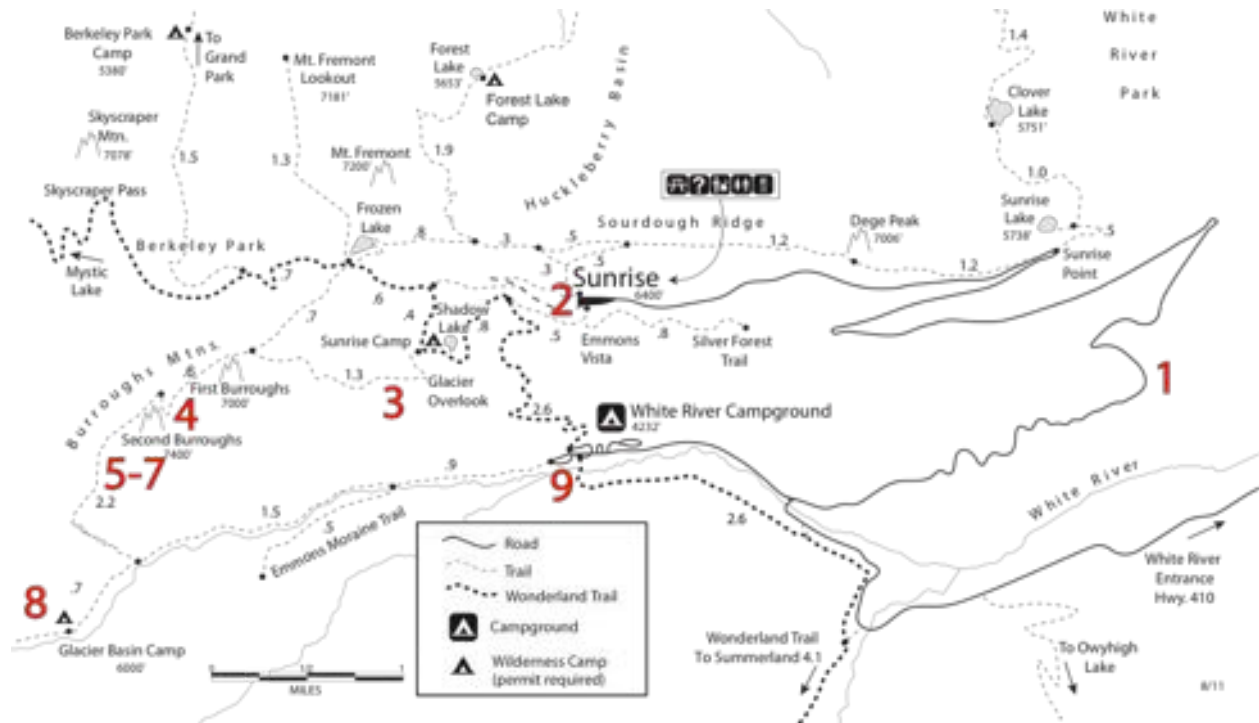 Berkeley Park
Camp
5380'
To
Grand
Park
Mt. Fremont
Lookout
7181'
Forest
Lake
5653'
Forest Lake
Camp
Huckleberry Basin
1.4
White
River
Park
Clover
Lake
5751'
Skyscraper
Mtn.
7078'
1.5
1.3
Mt. Fremont
7200'
1.9
1.0
Skyscraper Pass
Frozen
Lake
Sourdough Ridge
Dege Peak
7006'
Sunrise
Lake
5738'
.5
Berkeley Park
.8
.3
.5
1.2
1.2
Sunrise
Point
Mystic
Lake
.7
.3
.5
Sunrise
6400'
2
.6
.4
Shadow
Lake
.8
.7
Sunrise Camp
.5
Emmons
Vista
.8
Silver Forest
Trail
1
Burroughs Mtns.
.6
First Burroughs
7000'
1.3
3
Glacier
Overlook
4
Second Burroughs
7400'
2.6
White River Campground
4232'
5-7
2.2
.9
9
1.5
.5
Emmons Moraine Trail
2.6
White River
8
.7
Glacier Basin Camp
6000'
0
1
MILES
Road
Trail
Wonderland Trail
Campground
Wilderness Camp
(permit required)
White River
Entrance
Hwy. 410
Wonderland Trail
To Summerland 4.1
To Owyhigh
Lake
8/11